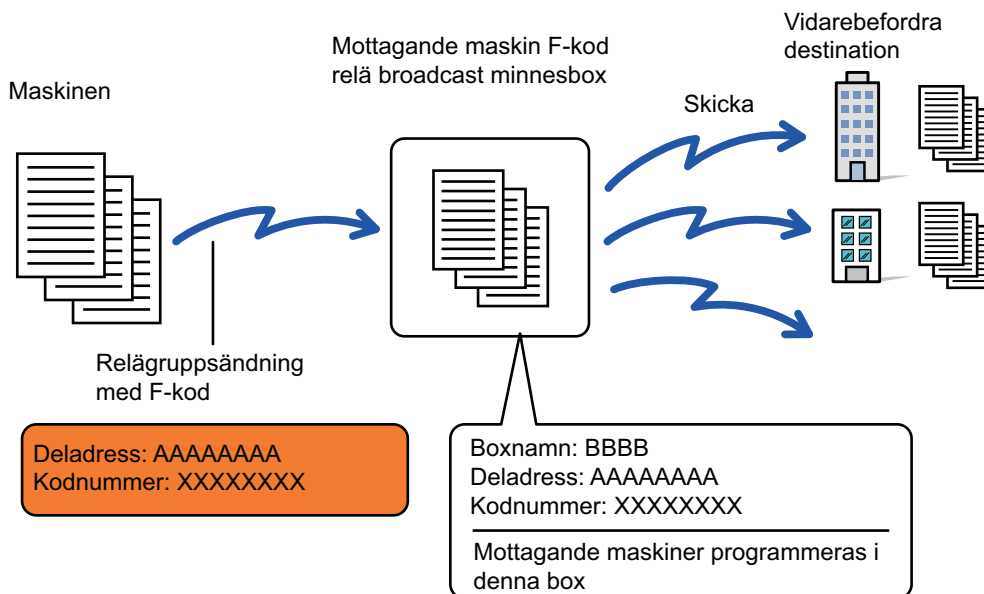 Maskinen
Mottagande maskin F-kod
relä broadcast minnesbox
Vidarebefordra
destination
Skicka
Relägruppsändning
med F-kod
Deladress: AAAAAAAA
Kodnummer: XXXXXXXX
Boxnamn: BBBB
Deladress: AAAAAAAA
Kodnummer: XXXXXXXX
Mottagande maskiner programmeras i
denna box